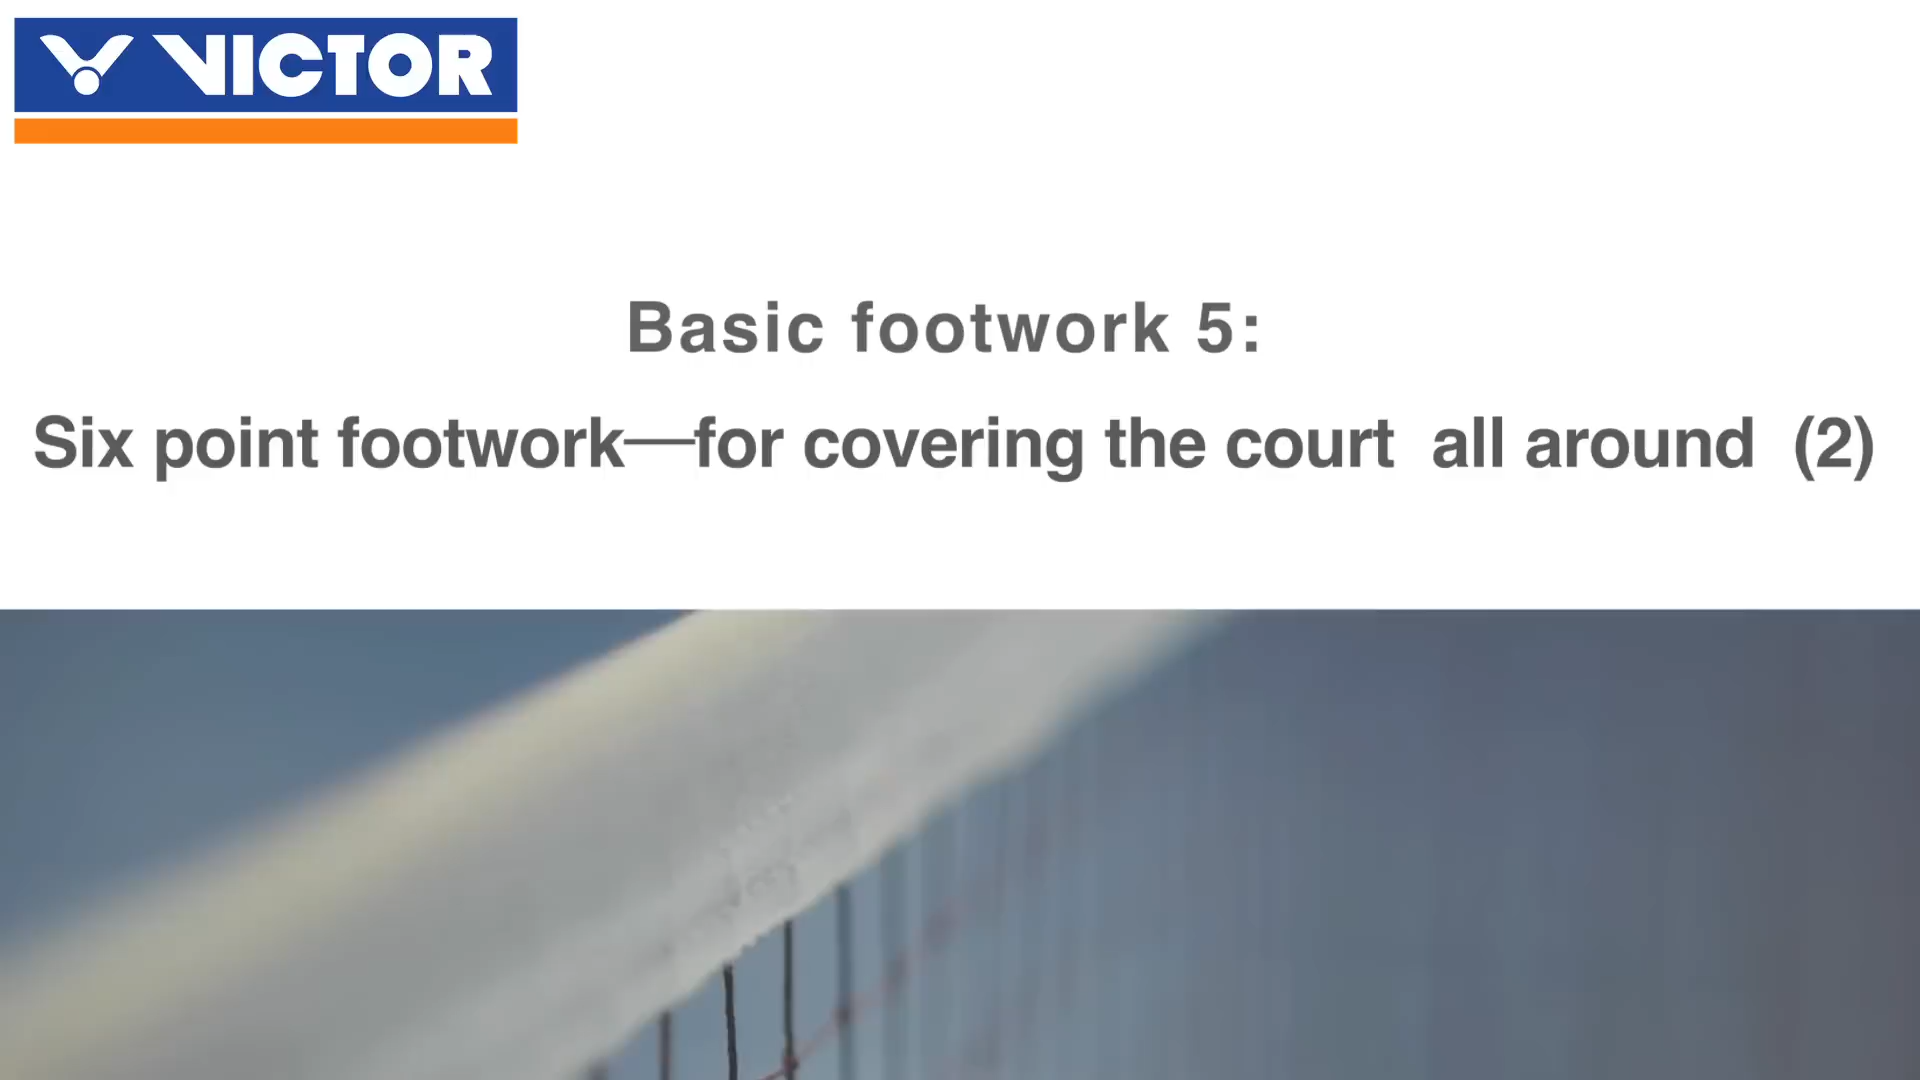 VICTOR
Basic footwork 5:
Six point footwork—for covering the court all around (2)